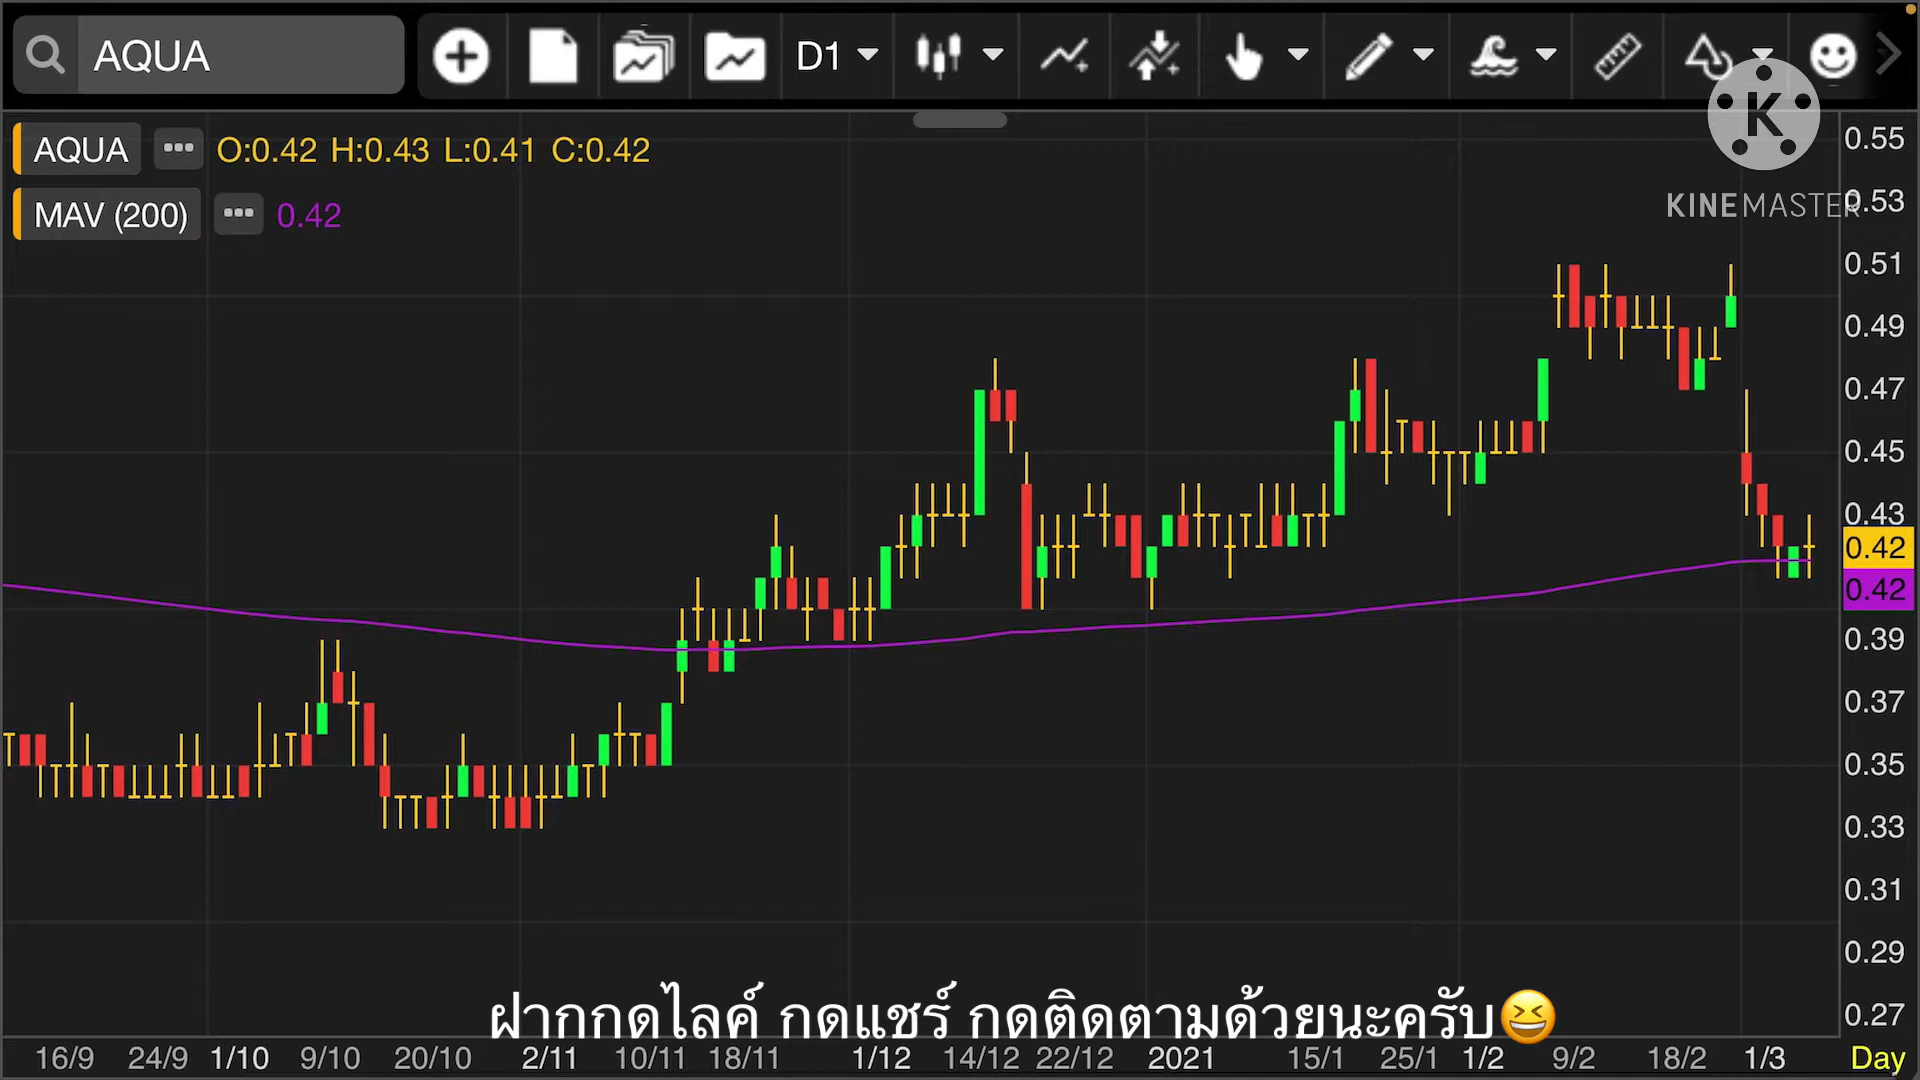 AQUA
D1
AQUA ••• O:0.42 H:0.43 L:0.41 C:0.42
MAV (200) ••• 0.42
K
KINEMASTER
0.55
0.53
0.51
0.49
0.47
0.45
0.43
0.42
0.42
0.39
0.37
0.35
0.33
0.31
0.29
0.27
ฝากกดไลค์ กดแชร์ กดติดตามด้วยนะครับ😆
16/9 24/9 1/10 9/10 20/10 2/11 10/11 18/11 1/12 14/12 22/12 2021 15/1 25/1 1/2 9/2 18/2 1/3 Day